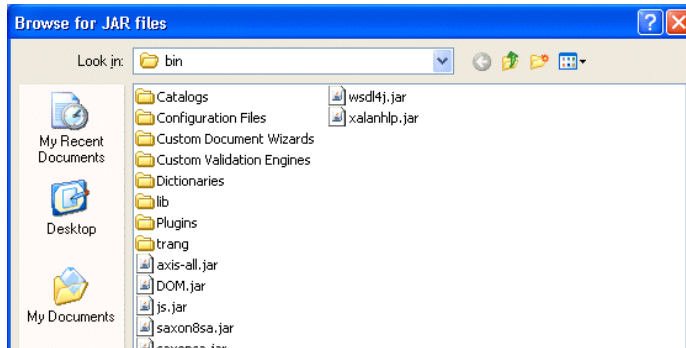 Browse for JAR files
Look in:
bin
My Recent
Documents
Desktop
My Documents
Catalogs
Configuration Files
Custom Document Wizards
Custom Validation Engines
Dictionaries
lib
Plugins
trang
axis-all.jar
DOM.jar
js.jar
saxon8sa.jar
wsdl4j.jar
xalanhlp.jar